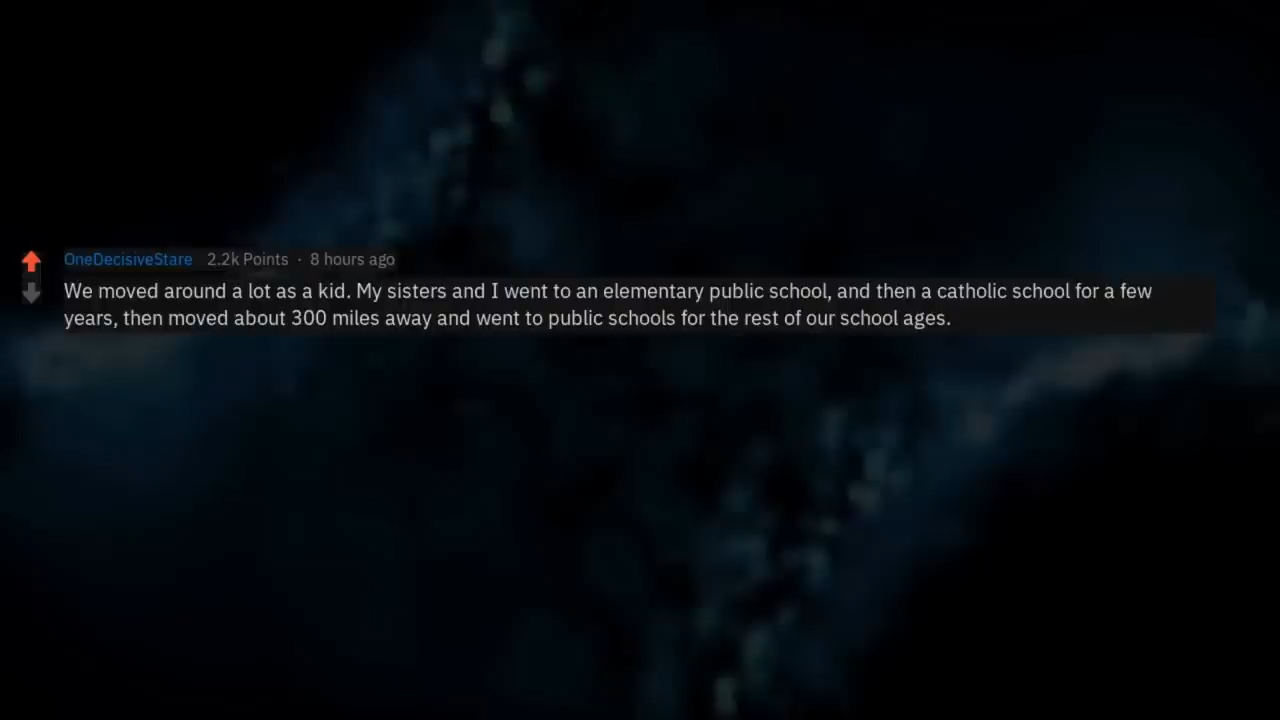 OneDecisiveStare 2.2k Points · 8 hours ago
We moved around a lot as a kid. My sisters and I went to an elementary public school, and then a catholic school for a few
years, then moved about 300 miles away and went to public schools for the rest of our school ages.